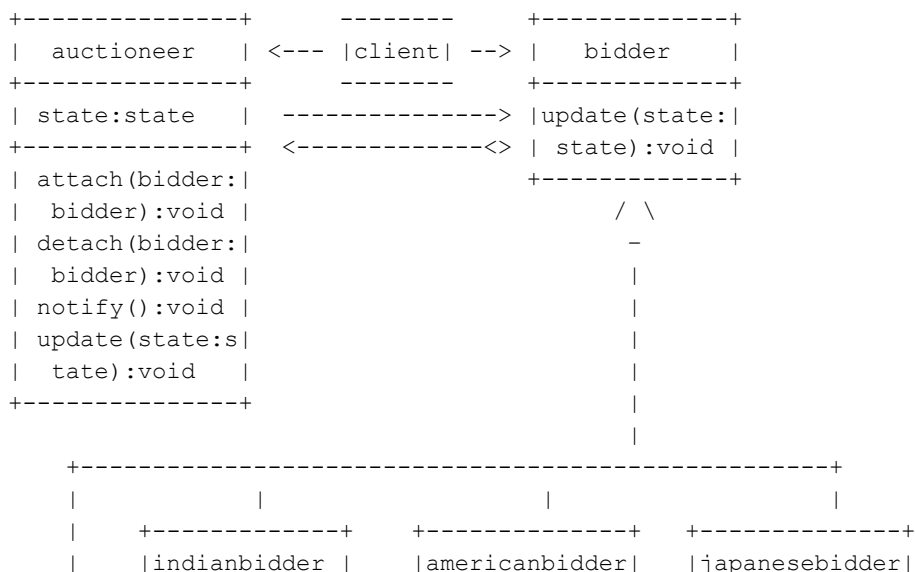 +---------------+      --------     +-------------+
|  auctioneer   | <--- |client| --> |   bidder    |
+---------------+      --------     +-------------+
| state:state   |  ---------------> |update(state:|
+---------------+  <-------------<> | state):void |
| attach(bidder:|                   +-------------+
|  bidder):void |                         / \
| detach(bidder:|                          -
|  bidder):void |                          |
| notify():void |                          |
| update(state:s|                          |
|  tate):void   |                          |
+---------------+                          |
                                           |
    +----------------------------------------------------+
    |            |                   |                   |
    |    +-------------+    +--------------+   +--------------+
    |    |indianbidder |    |americanbidder|   |japanesebidder|